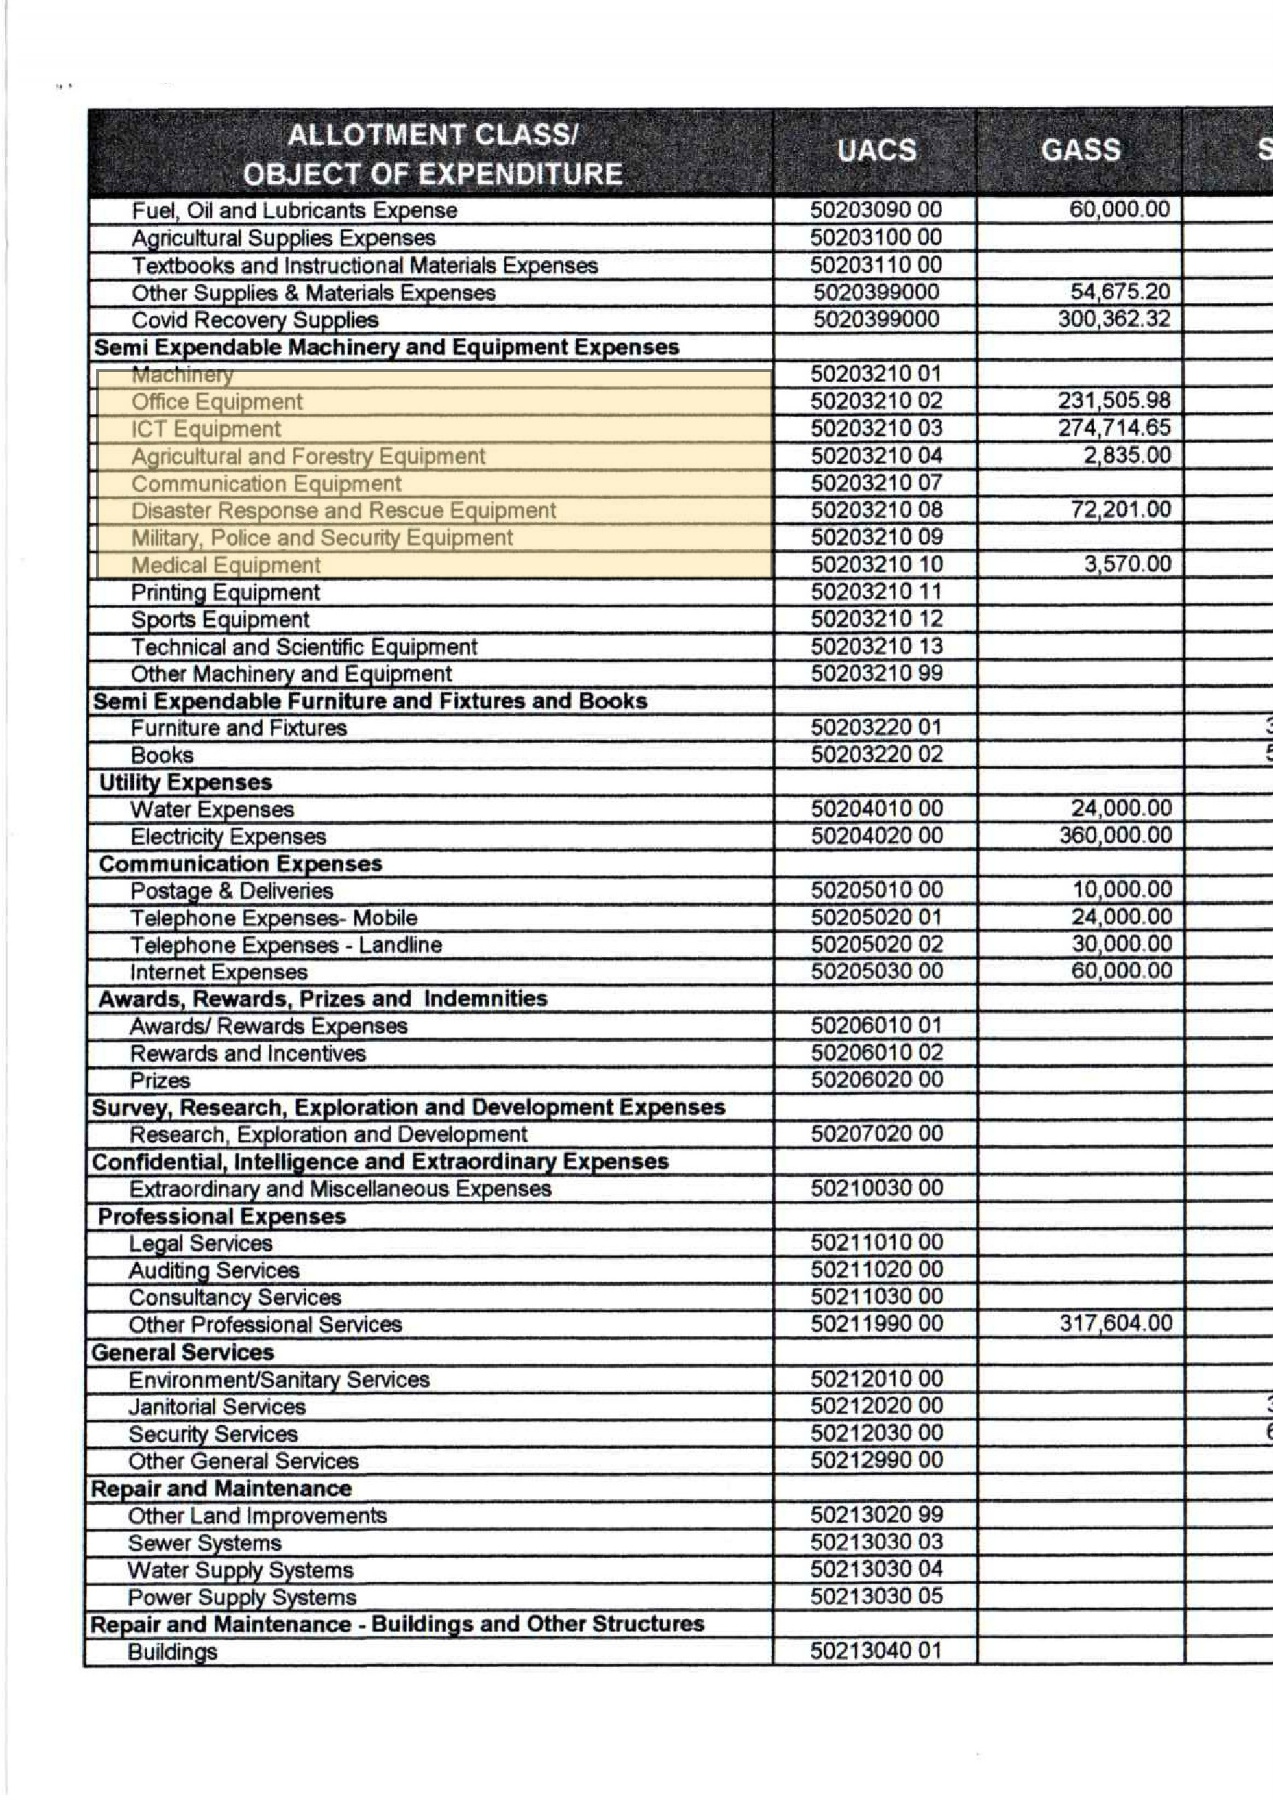 ALLOTMENT CLASS/ OBJECT OF EXPENDITURE UACS GASS S
Fuel, Oil and Lubricants Expense 50203090 00 60,000.00
Agricultural Supplies Expenses 50203100 00
Textbooks and Instructional Materials Expenses 50203110 00
Other Supplies & Materials Expenses 5020399000 54,675.20
Covid Recovery Supplies 5020399000 300,362.32
Semi Expendable Machinery and Equipment Expenses
Machinery 50203210 01
Office Equipment 50203210 02 231,505.98
ICT Equipment 50203210 03 274,714.65
Agricultural and Forestry Equipment 50203210 04 2,835.00
Communication Equipment 50203210 07
Disaster Response and Rescue Equipment 50203210 08 72,201.00
Military, Police and Security Equipment 50203210 09
Medical Equipment 50203210 10 3,570.00
Printing Equipment 50203210 11
Sports Equipment 50203210 12
Technical and Scientific Equipment 50203210 13
Other Machinery and Equipment 50203210 99
Semi Expendable Furniture and Fixtures and Books
Furniture and Fixtures 50203220 01
Books 50203220 02
Utility Expenses
Water Expenses 50204010 00 24,000.00
Electricity Expenses 50204020 00 360,000.00
Communication Expenses
Postage & Deliveries 50205010 00 10,000.00
Telephone Expenses- Mobile 50205020 01 24,000.00
Telephone Expenses - Landline 50205020 02 30,000.00
Internet Expenses 50205030 00 60,000.00
Awards, Rewards, Prizes and Indemnities
Awards/ Rewards Expenses 50206010 01
Rewards and Incentives 50206010 02
Prizes 50206020 00
Survey, Research, Exploration and Development Expenses
Research, Exploration and Development 50207020 00
Confidential, Intelligence and Extraordinary Expenses
Extraordinary and Miscellaneous Expenses 50210030 00
Professional Expenses
Legal Services 50211010 00
Auditing Services 50211020 00
Consultancy Services 50211030 00
Other Professional Services 50211990 00 317,604.00
General Services
Environment/Sanitary Services 50212010 00
Janitorial Services 50212020 00
Security Services 50212030 00
Other General Services 50212990 00
Repair and Maintenance
Other Land Improvements 50213020 99
Sewer Systems 50213030 03
Water Supply Systems 50213030 04
Power Supply Systems 50213030 05
Repair and Maintenance - Buildings and Other Structures
Buildings 50213040 01